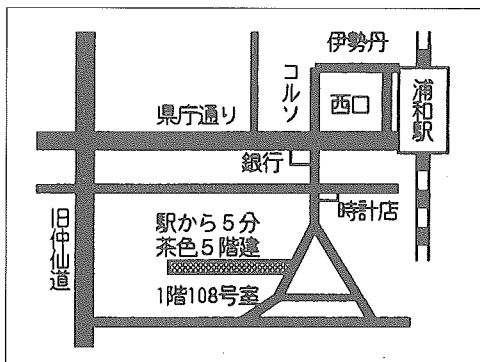 伊勢丹
コルソ
西口
浦和駅
県庁通り
銀行
時計店
旧仲仙道
駅から5分
茶色5階建
1階108号室